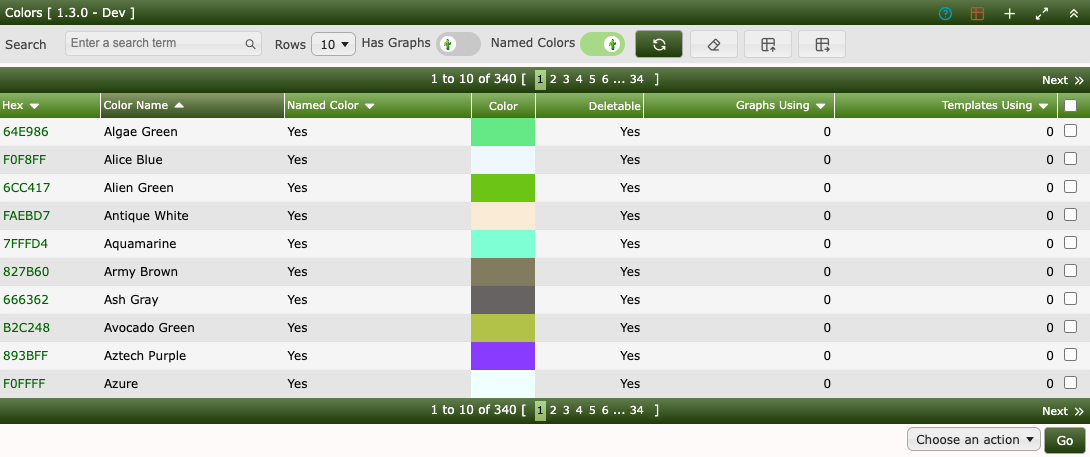 Colors [ 1.3.0 - Dev ]
Search Enter a search term Rows 10 Has Graphs Named Colors
1 to 10 of 340 [ 1 2 3 4 5 6 ... 34 ] Next
Hex Color Name Named Color Color Deletable Graphs Using Templates Using
64E986 Algae Green Yes Yes 0 0
F0F8FF Alice Blue Yes Yes 0 0
6CC417 Alien Green Yes Yes 0 0
FAEBD7 Antique White Yes Yes 0 0
7FFFD4 Aquamarine Yes Yes 0 0
827B60 Army Brown Yes Yes 0 0
666362 Ash Gray Yes Yes 0 0
B2C248 Avocado Green Yes Yes 0 0
893BFF Aztech Purple Yes Yes 0 0
F0FFFF Azure Yes Yes 0 0
1 to 10 of 340 [ 1 2 3 4 5 6 ... 34 ] Next
Choose an action Go